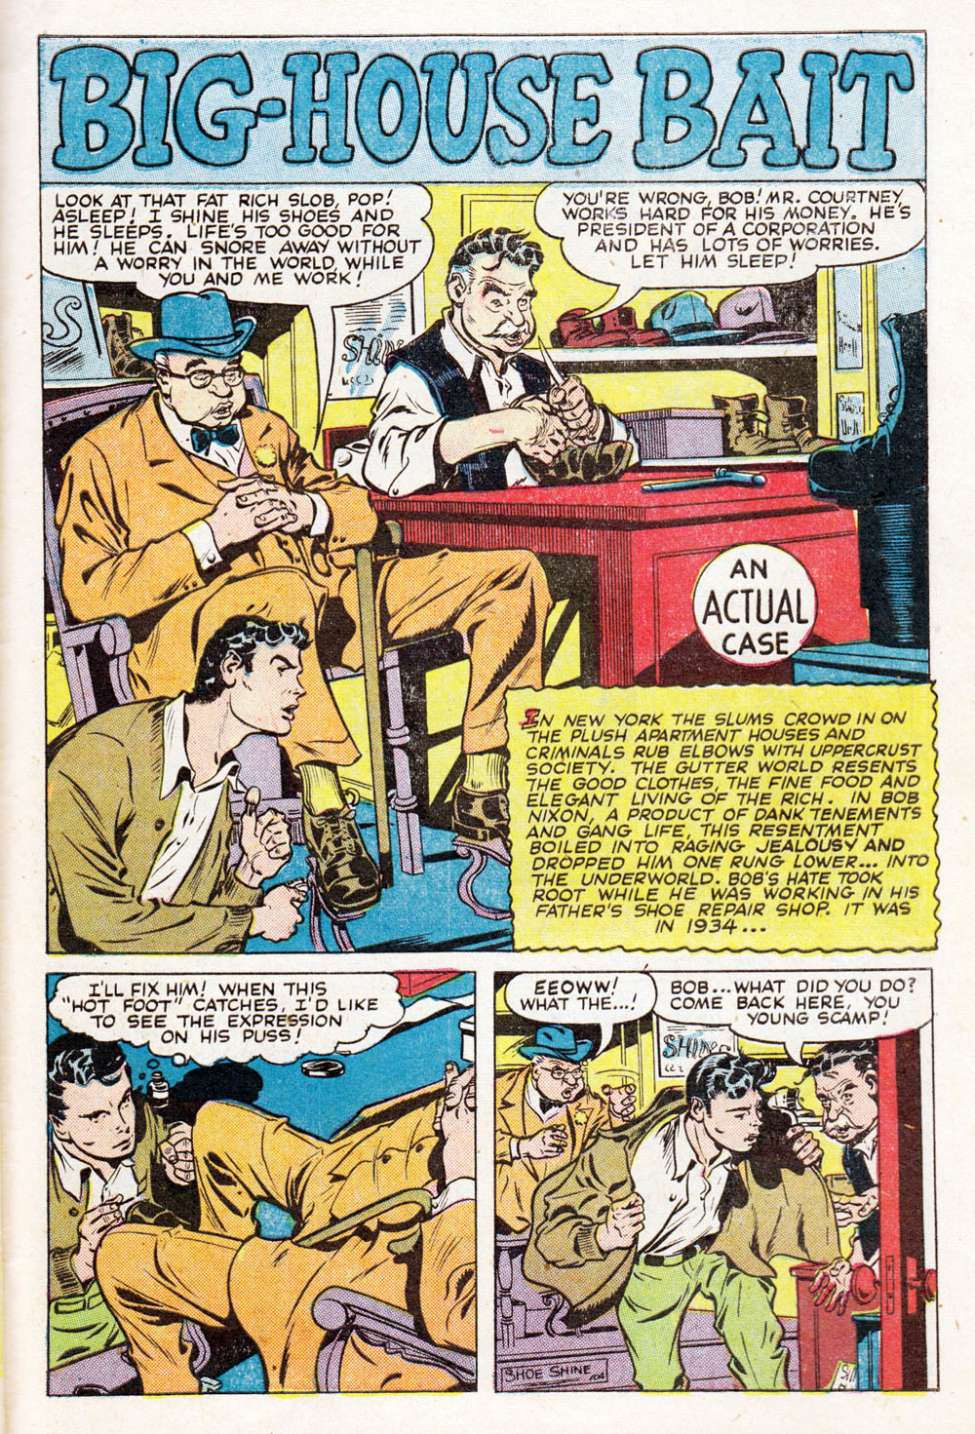 BIG-HOUSE BAIT
LOOK AT THAT FAT RICH SLOB, POP!
ASLEEP! I SHINE HIS SHOES AND
HE SLEEPS. LIFE'S TOO GOOD FOR
HIM! HE CAN SNORE AWAY WITHOUT
A WORRY IN THE WORLD, WHILE
YOU AND ME WORK!
YOU'RE WRONG, BOB! MR. COURTNEY
WORKS HARD FOR HIS MONEY. HE'S
PRESIDENT OF A CORPORATION
AND HAS LOTS OF WORRIES.
LET HIM SLEEP!
S
SHINE
AN
ACTUAL
CASE
IN NEW YORK THE SLUMS CROWD IN ON
THE PLUSH APARTMENT HOUSES AND
CRIMINALS RUB ELBOWS WITH UPPERCRUST
SOCIETY. THE GUTTER WORLD RESENTS
THE GOOD CLOTHES, THE FINE FOOD AND
ELEGANT LIVING OF THE RICH. IN BOB
NIXON, A PRODUCT OF DANK TENEMENTS
AND GANG LIFE, THIS RESENTMENT
BOILED INTO RAGING JEALOUSY AND
DROPPED HIM ONE RUNG LOWER... INTO
THE UNDERWORLD. BOB'S HATE TOOK
ROOT WHILE HE WAS WORKING IN HIS
FATHER'S SHOE REPAIR SHOP. IT WAS
IN 1934...
I'LL FIX HIM! WHEN THIS
"HOT FOOT" CATCHES, I'D LIKE
TO SEE THE EXPRESSION
ON HIS PUSS!
EEOWW!
WHAT THE...!
BOB...WHAT DID YOU DO?
COME BACK HERE, YOU
YOUNG SCAMP!
SHINE
SHOE SHINE